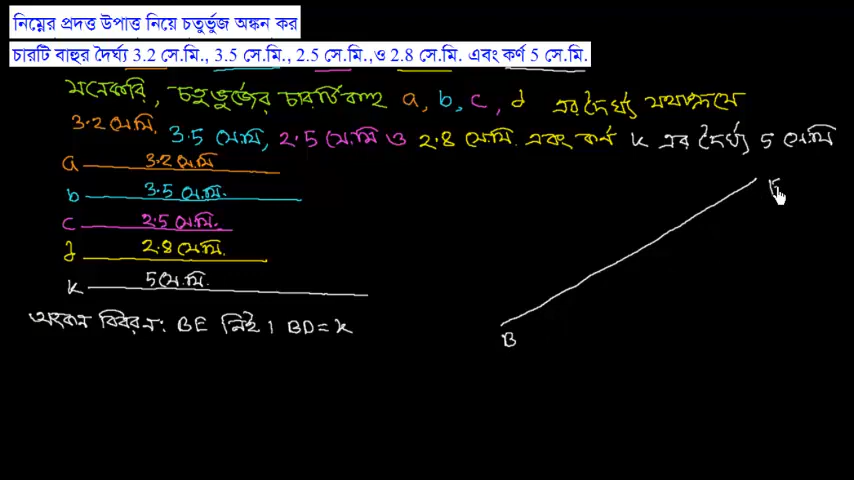 নিম্নের প্রদত্ত উপাত্ত নিয়ে চতুর্ভুজ অঙ্কন কর
চারটি বাহুর দৈর্ঘ্য 3.2 সে.মি., 3.5 সে.মি., 2.5 সে.মি.,ও 2.8 সে.মি. এবং কর্ণ 5 সে.মি.
মনেকরি, চতুর্ভুজের চারটি বাহু a, b, c, d এর দৈর্ঘ্য যথাক্রমে
3.2 সে.মি. 3.5 সে.মি, 2.5 সে.মি ও 2.8 সে.মি. এবং কর্ণ k এর দৈর্ঘ্য 5 সে.মি
a 3.2 সে.মি
b 3.5 সে.মি.
c 2.5 সে.মি.
d 2.8 সে.মি.
k 5 সে.মি.
অংকন বিবরন: BE নিই। BD = k
B